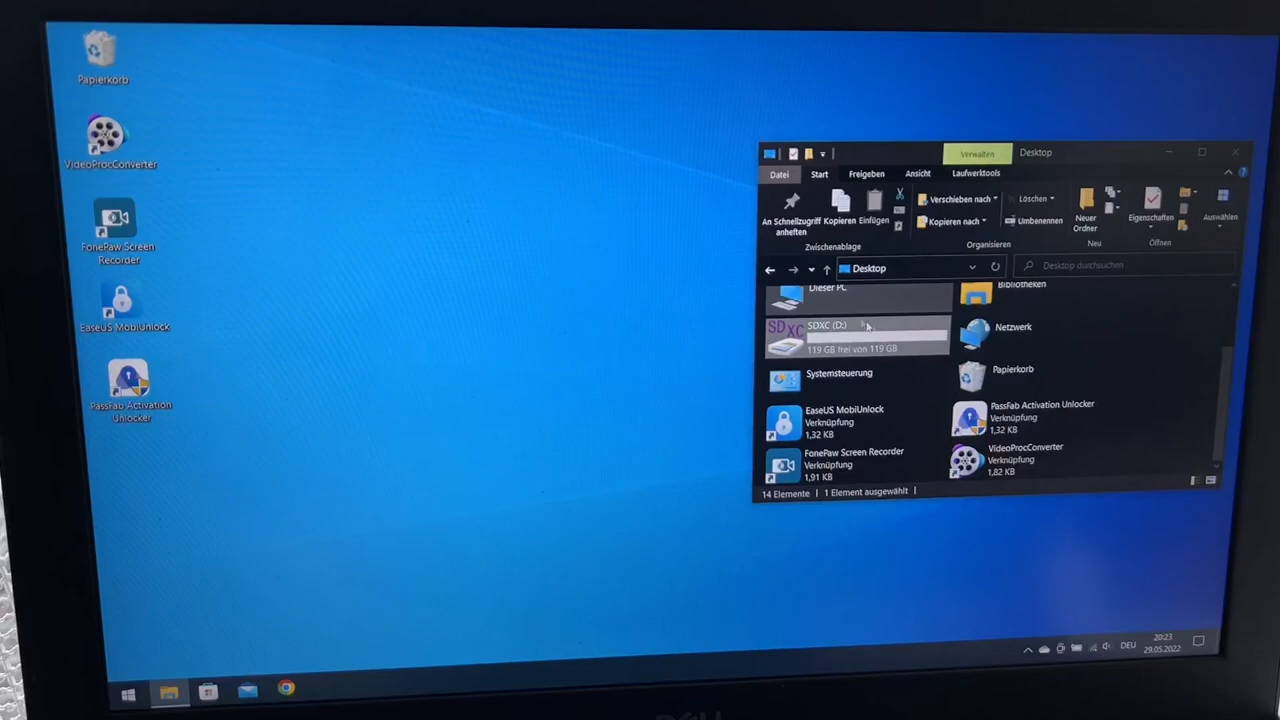 Papierkorb
VideoProcConverter
FonePaw Screen
Recorder
EaseUS MobiUnlock
PassFab Activation
Unlocker
Verwalten
Desktop
Datei
Start
Freigeben
Ansicht
Laufwerktools
An Schnellzugriff
anheften
Kopieren
Einfügen
Verschieben nach
Kopieren nach
Löschen
Umbenennen
Neuer
Ordner
Eigenschaften
Auswählen
Zwischenablage
Organisieren
Neu
Öffnen
Desktop
Desktop durchsuchen
Dieser PC
Bibliotheken
SDXC
SDXC (D:)
119 GB frei von 119 GB
Netzwerk
Systemsteuerung
Papierkorb
EaseUS MobiUnlock
Verknüpfung
1,32 KB
PassFab Activation Unlocker
Verknüpfung
1,32 KB
FonePaw Screen Recorder
Verknüpfung
1,91 KB
VideoProcConverter
Verknüpfung
1,82 KB
14 Elemente
1 Element ausgewählt
DEU
20:23
29.05.2022
DELL